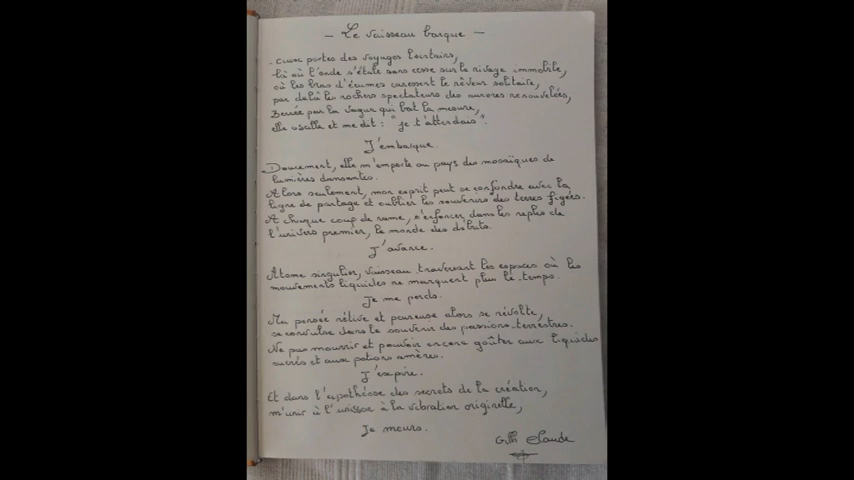 - Le vaisseau barque -
- aux portes des voyages lointains,
là où l'onde s'étale sans cesse sur le rivage immobile,
où les bras d'écumes caressent le rêveur solitaire,
par delà les rochers spectateurs des aurores renouvelées,
Bercée par la vague qui bat la mesure,
elle oscille et me dit : "je t'attendais".
J'embarque.
Doucement, elle m'emporte au pays des mosaïques de
lumières dansantes.
Alors seulement, mon esprit peut se confondre avec la
ligne de partage et oublier les souvenirs des terres figées.
A chaque coup de rame, s'enfoncer dans les replis de
l'univers premier, le monde des débuts.
J'avance.
Atome singulier, vaisseau traversant les espaces où les
mouvements liquides ne marquent plus le temps.
Je me perds.
Ma pensée rétive et peureuse alors se révolte,
se convulse dans le souvenir des passions terrestres.
Ne pas mourrir et pouvoir encore goûter aux liquides
sucrés et aux potions amères.
J'expire.
Et dans l'apothéose des secrets de la création,
m'unir à l'unisson à la vibration originelle,
Je meurs.
Claude